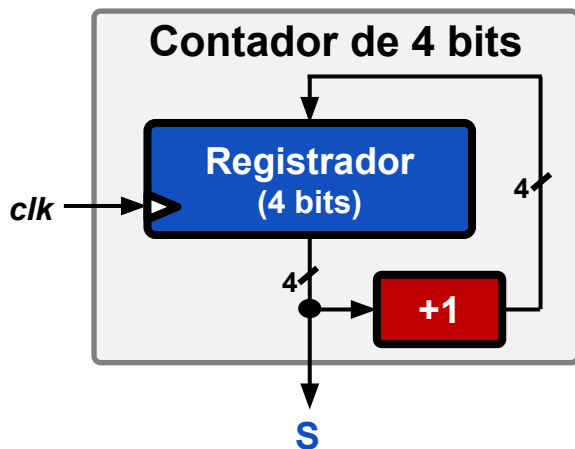 Contador de 4 bits
Registrador
(4 bits)
clk
4
4
+1
S